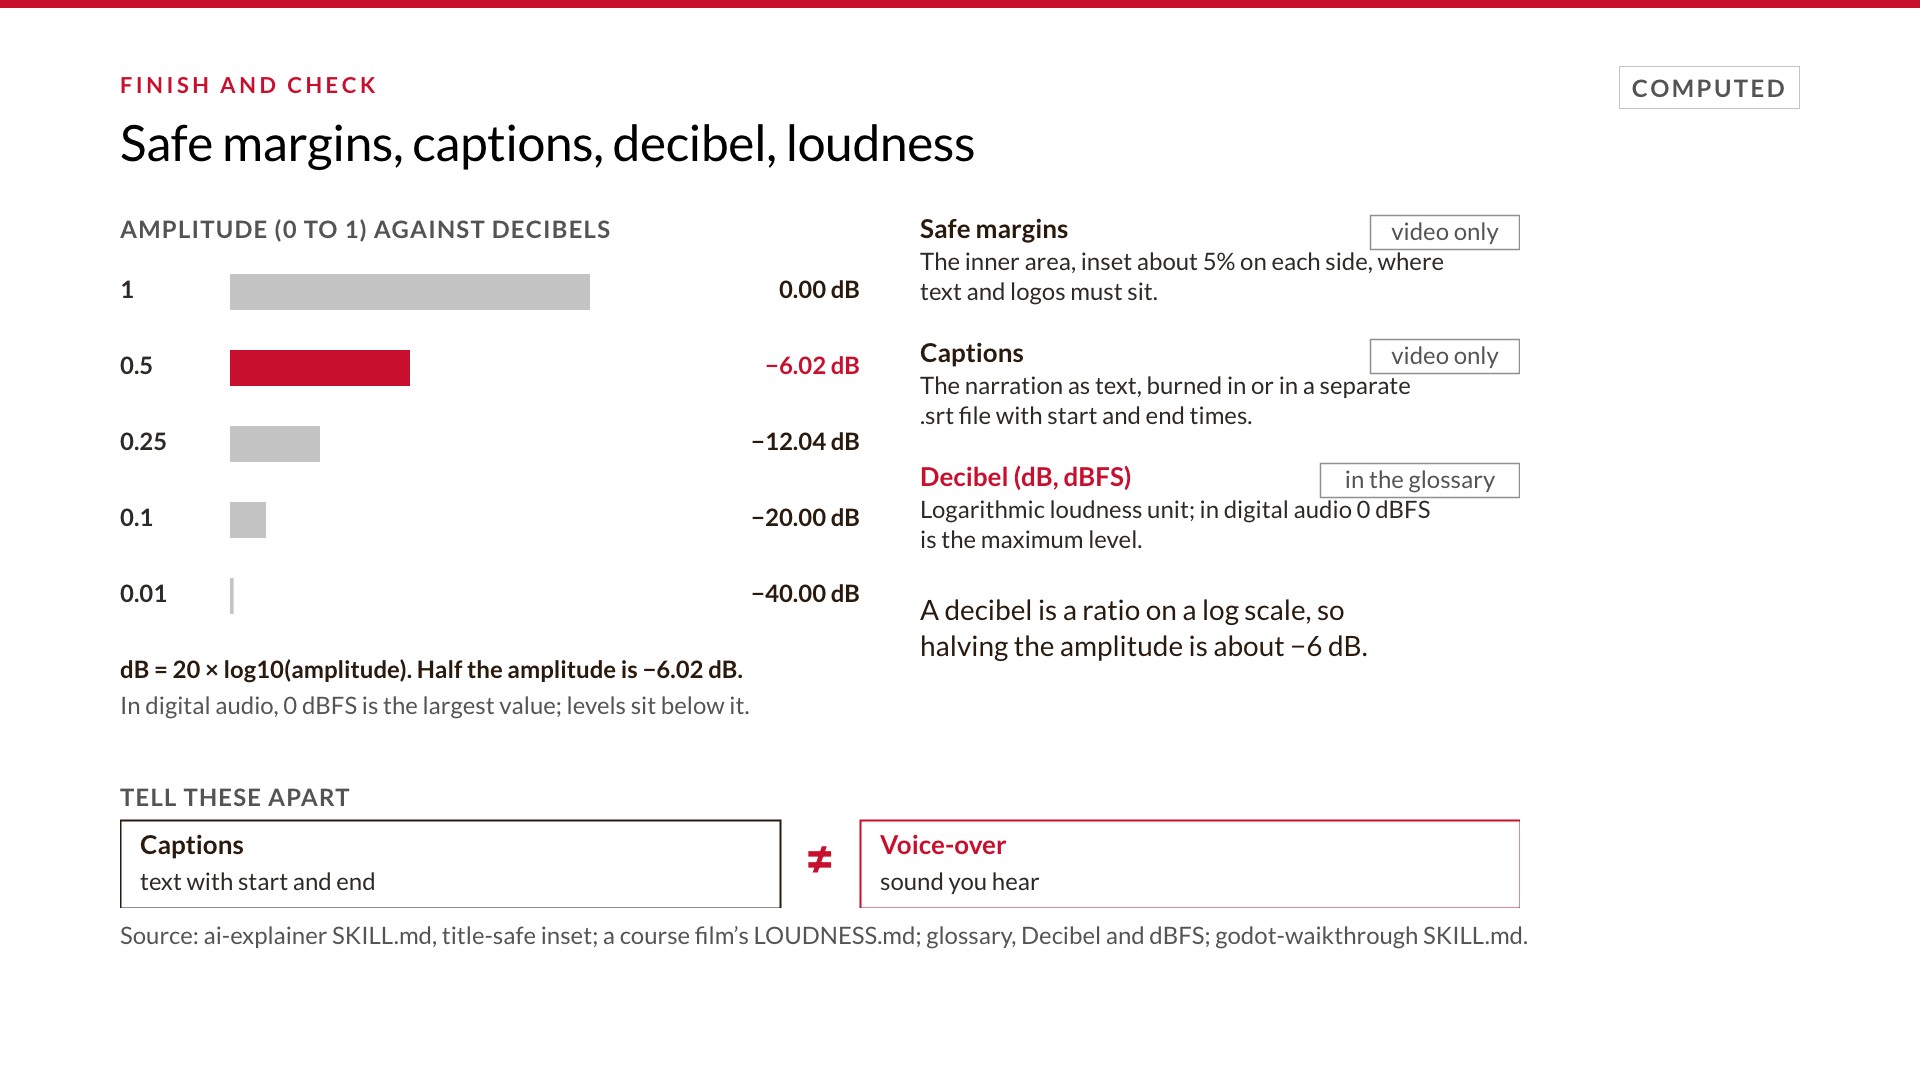 FINISH AND CHECK
COMPUTED
Safe margins, captions, decibel, loudness
AMPLITUDE (0 TO 1) AGAINST DECIBELS
1 0.00 dB
0.5 −6.02 dB
0.25 −12.04 dB
0.1 −20.00 dB
0.01 −40.00 dB
dB = 20 × log10(amplitude). Half the amplitude is −6.02 dB.
In digital audio, 0 dBFS is the largest value; levels sit below it.
Safe margins video only
The inner area, inset about 5% on each side, where
text and logos must sit.
Captions video only
The narration as text, burned in or in a separate
.srt file with start and end times.
Decibel (dB, dBFS) in the glossary
Logarithmic loudness unit; in digital audio 0 dBFS
is the maximum level.
A decibel is a ratio on a log scale, so
halving the amplitude is about −6 dB.
TELL THESE APART
Captions
text with start and end
≠
Voice-over
sound you hear
Source: ai-explainer SKILL.md, title-safe inset; a course film’s LOUDNESS.md; glossary, Decibel and dBFS; godot-waikthrough SKILL.md.